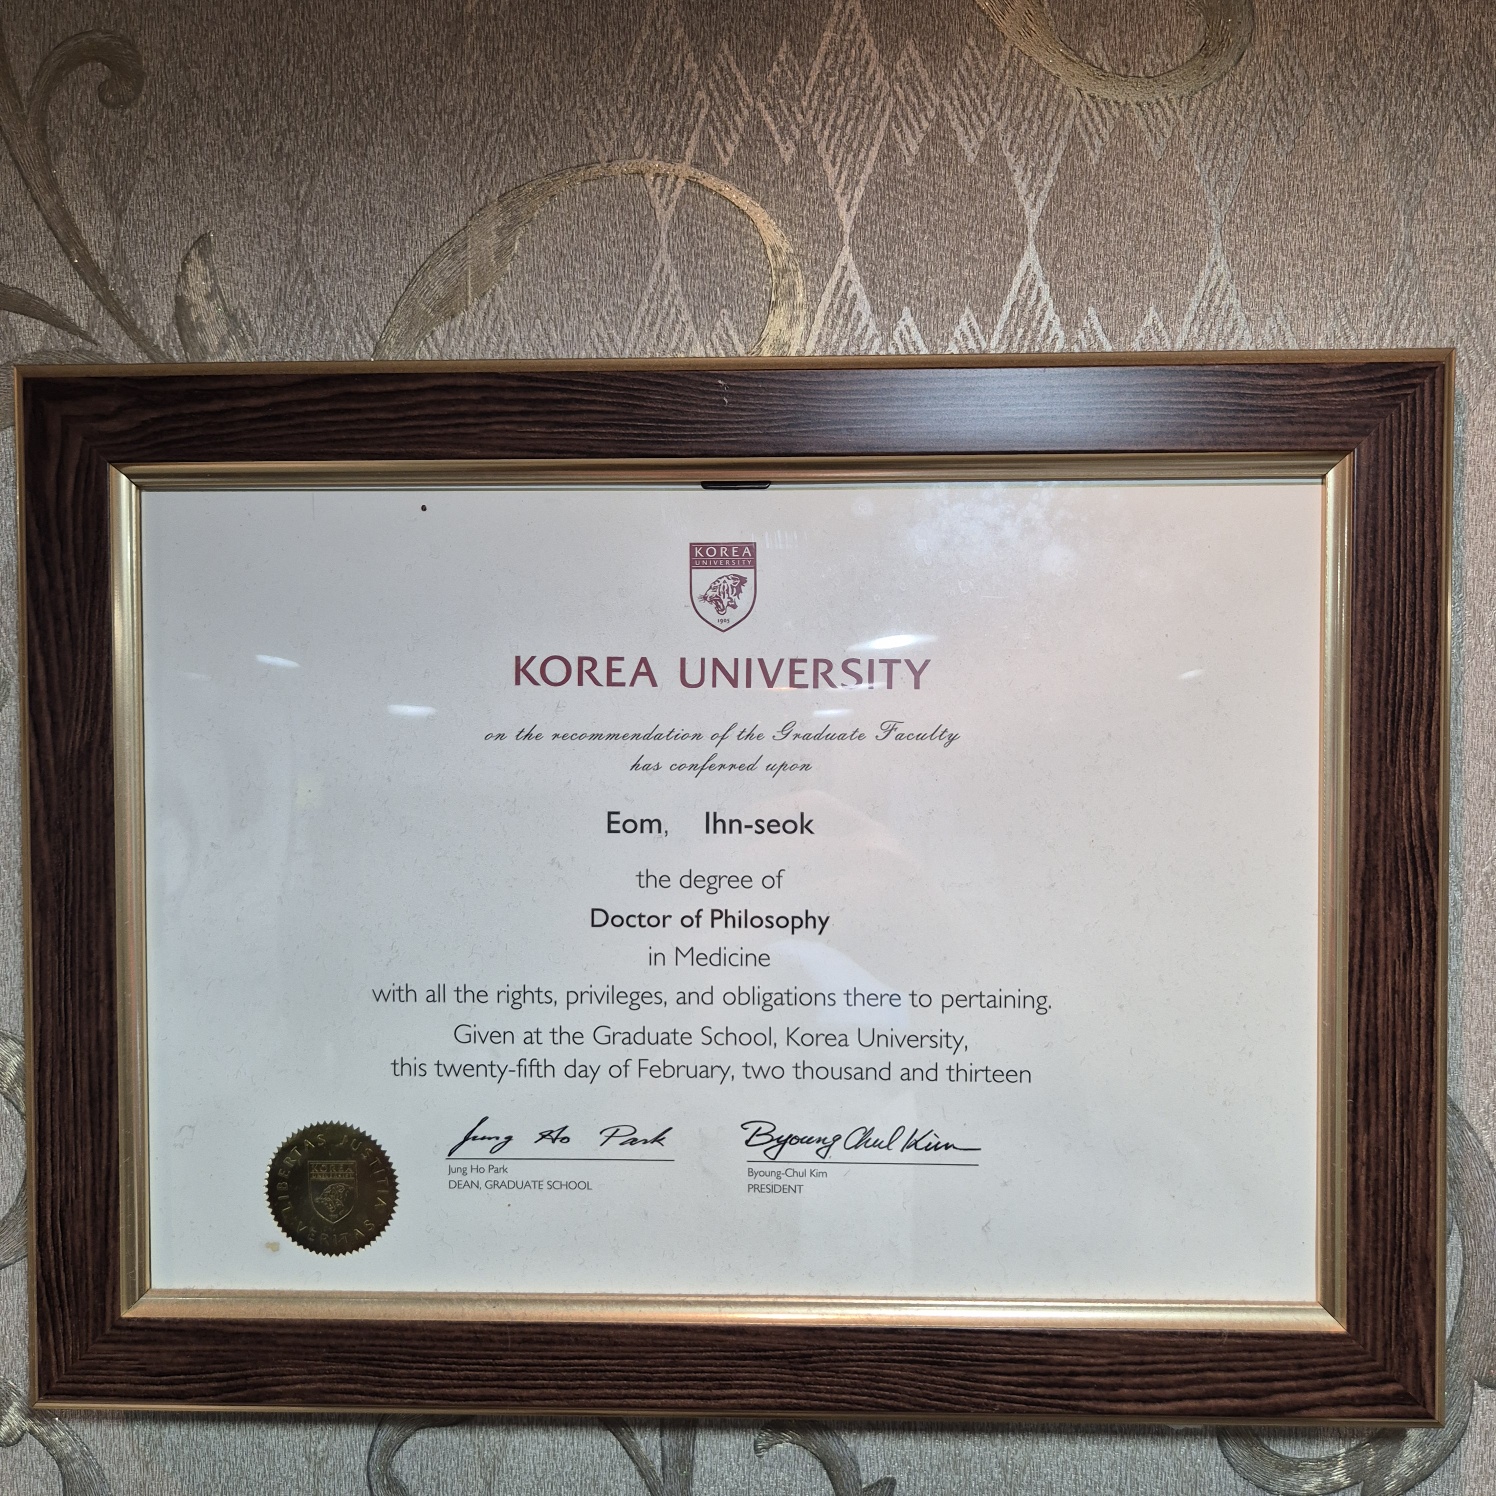 KOREA
UNIVERSITY
1905
KOREA UNIVERSITY
on the recommendation of the Graduate Faculty
has conferred upon
Eom, Ihn-seok
the degree of
Doctor of Philosophy
in Medicine
with all the rights, privileges, and obligations there to pertaining.
Given at the Graduate School, Korea University,
this twenty-fifth day of February, two thousand and thirteen
Jung Ho Park
Byoung Chul Kim
Jung Ho Park
DEAN, GRADUATE SCHOOL
Byoung-Chul Kim
PRESIDENT
LIBERTAS JUSTITIA VERITAS
KOREA
UNIVERSITY